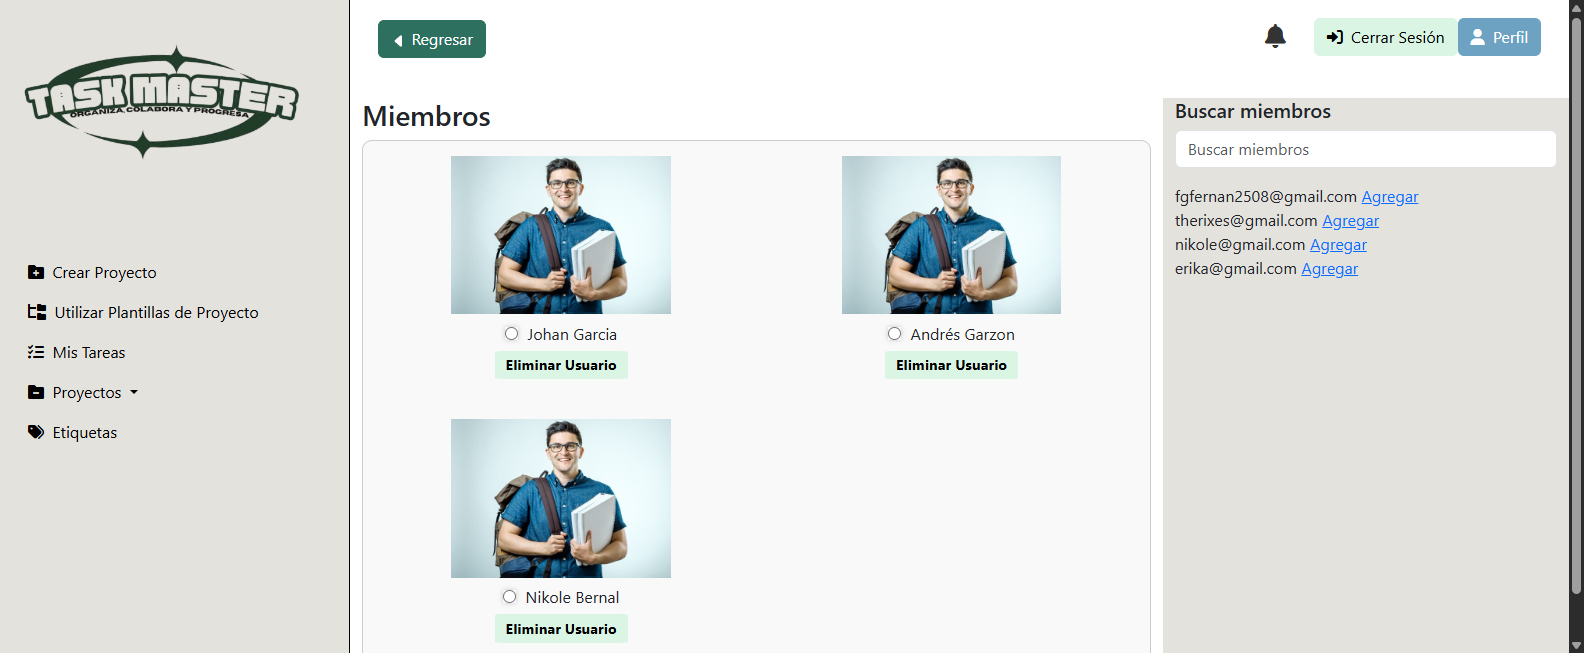 TASK MASTER
ORGANIZA, COLABORA Y PROGRESA
Crear Proyecto
Utilizar Plantillas de Proyecto
Mis Tareas
Proyectos
Etiquetas
Regresar
Cerrar Sesión
Perfil
Miembros
Johan Garcia
Eliminar Usuario
Andrés Garzon
Eliminar Usuario
Nikole Bernal
Eliminar Usuario
Buscar miembros
Buscar miembros
fgfernan2508@gmail.com Agregar
therixes@gmail.com Agregar
nikole@gmail.com Agregar
erika@gmail.com Agregar